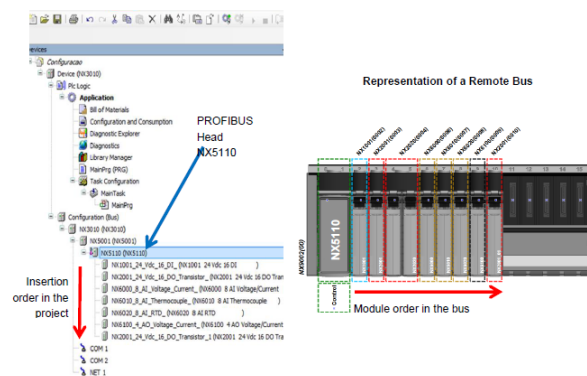 evices
Configuracao
Device (NX3010)
Plc Logic
Application
Bill of Materials
Configuration and Consumption
Diagnostic Explorer
Diagnostics
Library Manager
MainPrg (PRG)
Task Configuration
MainTask
MainPrg
Configuration (Bus)
NX3010 (NX3010)
NX5001 (NX5001)
NX5110 (NX5110)
NX1001_24_Vdc_16_DI_ (NX1001 24 Vdc 16 DI )
NX2001_24_Vdc_16_DO_Transistor_ (NX2001 24 Vdc 16 DO Tran
NX6000_8_AI_Voltage_Current_ (NX6000 8 AI Voltage/Current
NX6010_8_AI_Thermocouple_ (NX6010 8 AI Thermocouple )
NX6020_8_AI_RTD_ (NX6020 8 AI RTD )
NX6100_4_AO_Voltage_Current_ (NX6100 4 AO Voltage/Current
NX2001_24_Vdc_16_DO_Transistor_1 (NX2001 24 Vdc 16 DO Tra
COM 1
COM 2
NET 1
PROFIBUS
Head
NX5110
Insertion
order in the
project
Representation of a Remote Bus
NX5110
Control
Module order in the bus